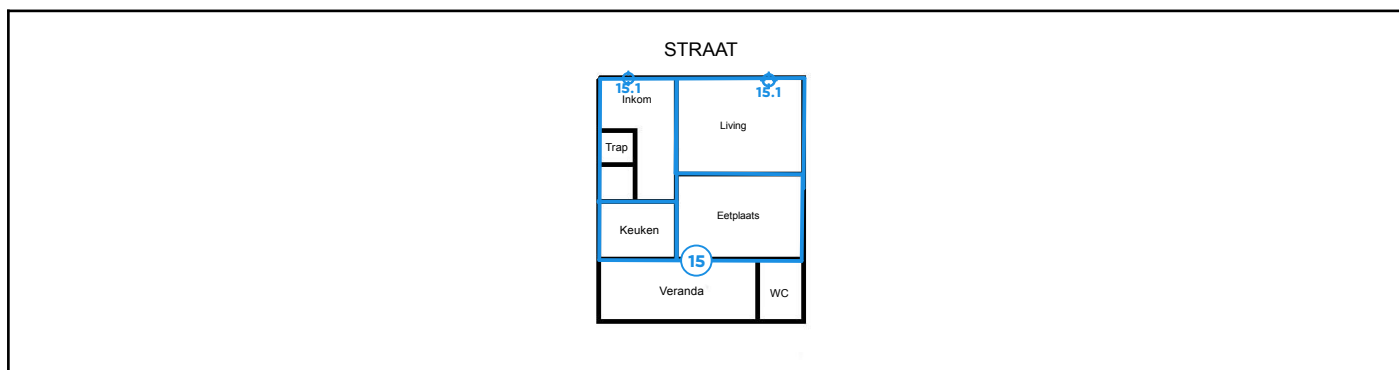 STRAAT
15.1
15.1
Inkom
Living
Trap
Eetplaats
Keuken
15
Veranda
WC